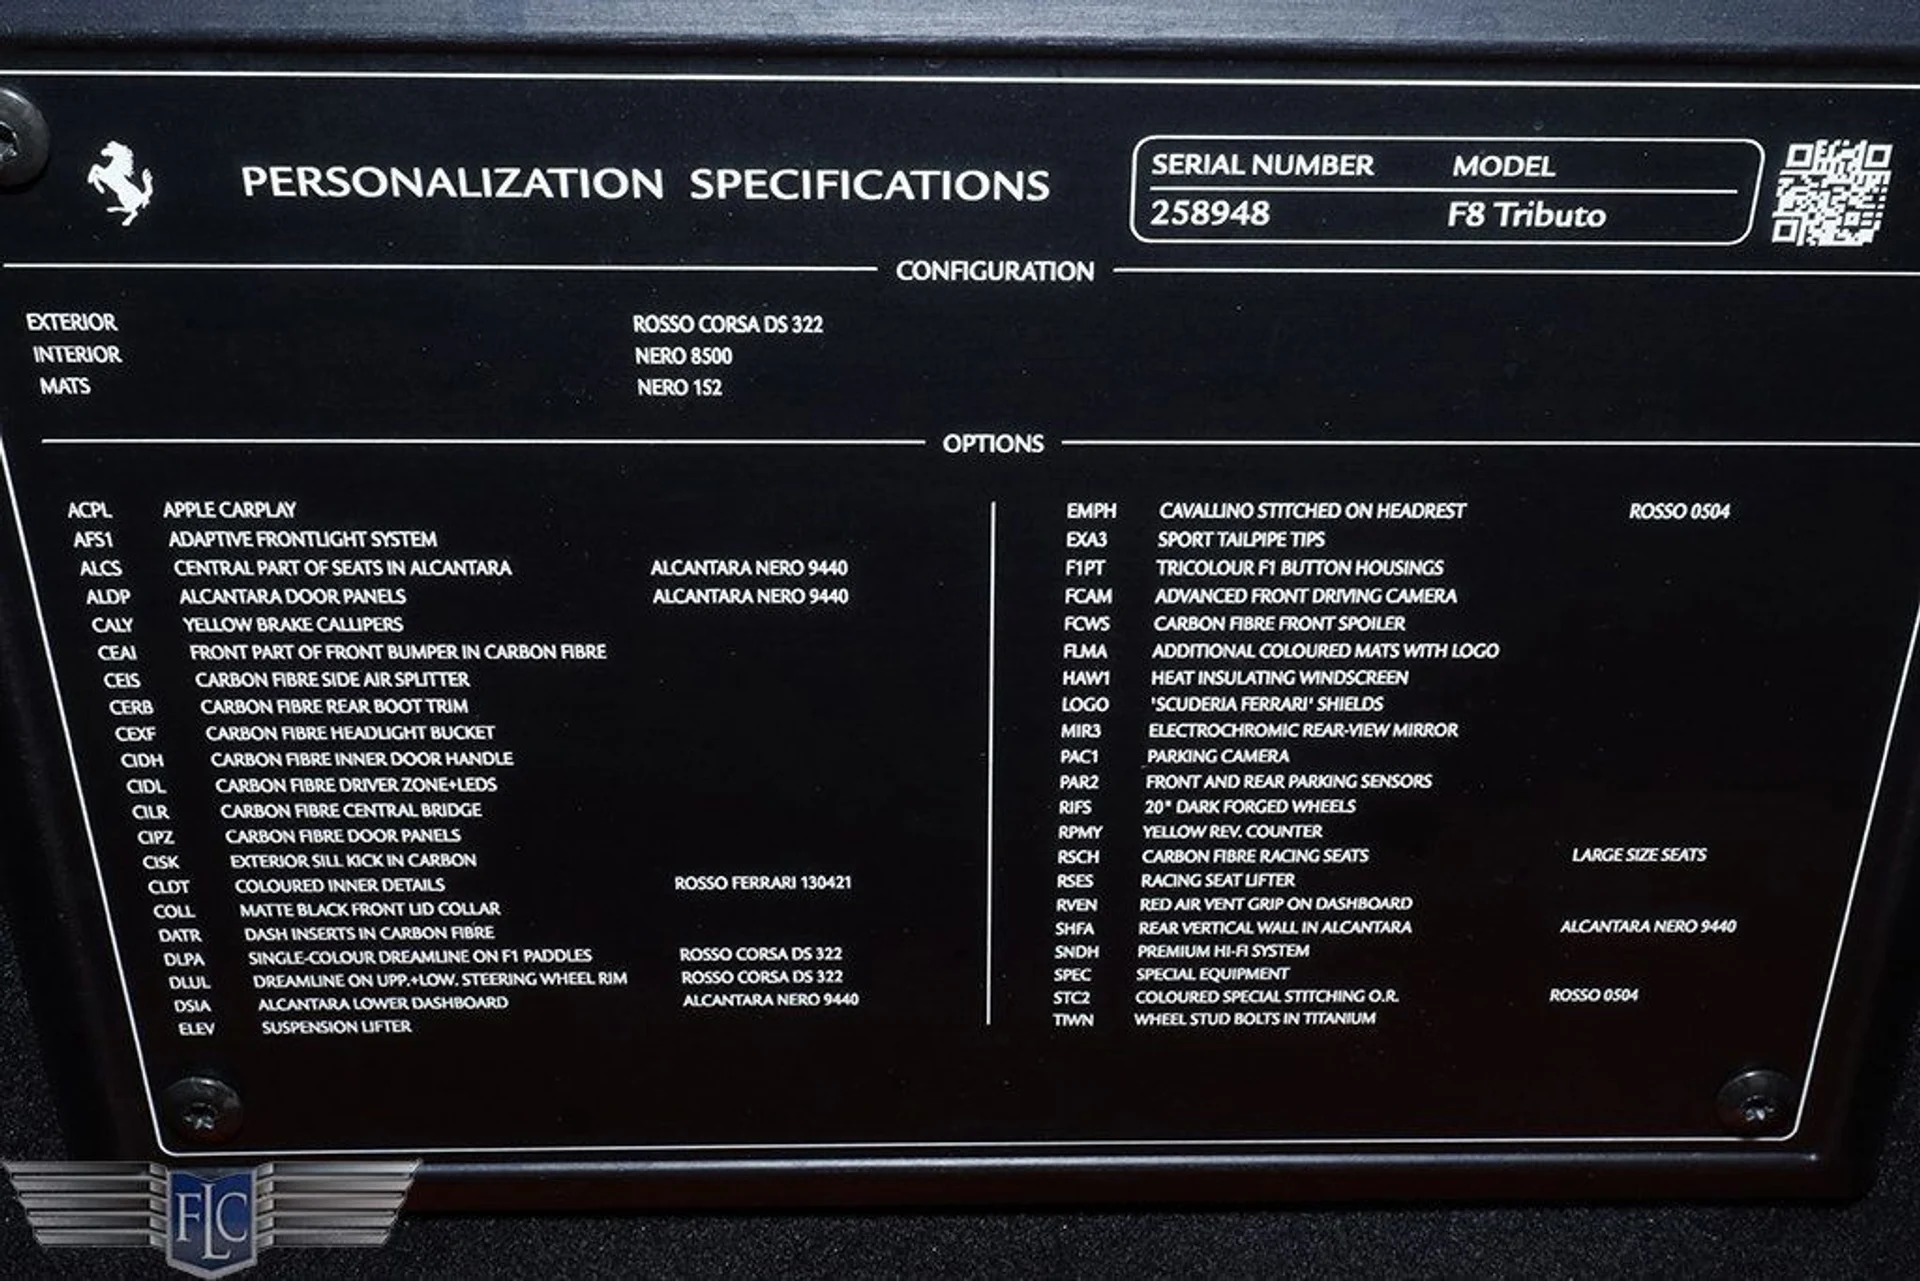 PERSONALIZATION SPECIFICATIONS
SERIAL NUMBER MODEL
258948 F8 Tributo
CONFIGURATION
EXTERIOR ROSSO CORSA DS 322
INTERIOR NERO 8500
MATS NERO 152
OPTIONS
ACPL APPLE CARPLAY
AFS1 ADAPTIVE FRONTLIGHT SYSTEM
ALCS CENTRAL PART OF SEATS IN ALCANTARA ALCANTARA NERO 9440
ALDP ALCANTARA DOOR PANELS ALCANTARA NERO 9440
CALY YELLOW BRAKE CALLIPERS
CEAI FRONT PART OF FRONT BUMPER IN CARBON FIBRE
CEIS CARBON FIBRE SIDE AIR SPLITTER
CERB CARBON FIBRE REAR BOOT TRIM
CEXF CARBON FIBRE HEADLIGHT BUCKET
CIDH CARBON FIBRE INNER DOOR HANDLE
CIDL CARBON FIBRE DRIVER ZONE+LEDS
CILR CARBON FIBRE CENTRAL BRIDGE
CIPZ CARBON FIBRE DOOR PANELS
CISK EXTERIOR SILL KICK IN CARBON
CLDT COLOURED INNER DETAILS ROSSO FERRARI 130421
COLL MATTE BLACK FRONT LID COLLAR
DATR DASH INSERTS IN CARBON FIBRE
DLPA SINGLE-COLOUR DREAMLINE ON F1 PADDLES ROSSO CORSA DS 322
DLUL DREAMLINE ON UPP.+LOW. STEERING WHEEL RIM ROSSO CORSA DS 322
DSIA ALCANTARA LOWER DASHBOARD ALCANTARA NERO 9440
ELEV SUSPENSION LIFTER
EMPH CAVALLINO STITCHED ON HEADREST ROSSO 0504
EXA3 SPORT TAILPIPE TIPS
F1PT TRICOLOUR F1 BUTTON HOUSINGS
FCAM ADVANCED FRONT DRIVING CAMERA
FCWS CARBON FIBRE FRONT SPOILER
FLMA ADDITIONAL COLOURED MATS WITH LOGO
HAW1 HEAT INSULATING WINDSCREEN
LOGO 'SCUDERIA FERRARI' SHIELDS
MIR3 ELECTROCHROMIC REAR-VIEW MIRROR
PAC1 PARKING CAMERA
PAR2 FRONT AND REAR PARKING SENSORS
RIFS 20" DARK FORGED WHEELS
RPMY YELLOW REV. COUNTER
RSCH CARBON FIBRE RACING SEATS LARGE SIZE SEATS
RSES RACING SEAT LIFTER
RVEN RED AIR VENT GRIP ON DASHBOARD
SHFA REAR VERTICAL WALL IN ALCANTARA ALCANTARA NERO 9440
SNDH PREMIUM HI-FI SYSTEM
SPEC SPECIAL EQUIPMENT
STC2 COLOURED SPECIAL STITCHING O.R. ROSSO 0504
TIWN WHEEL STUD BOLTS IN TITANIUM
FLC